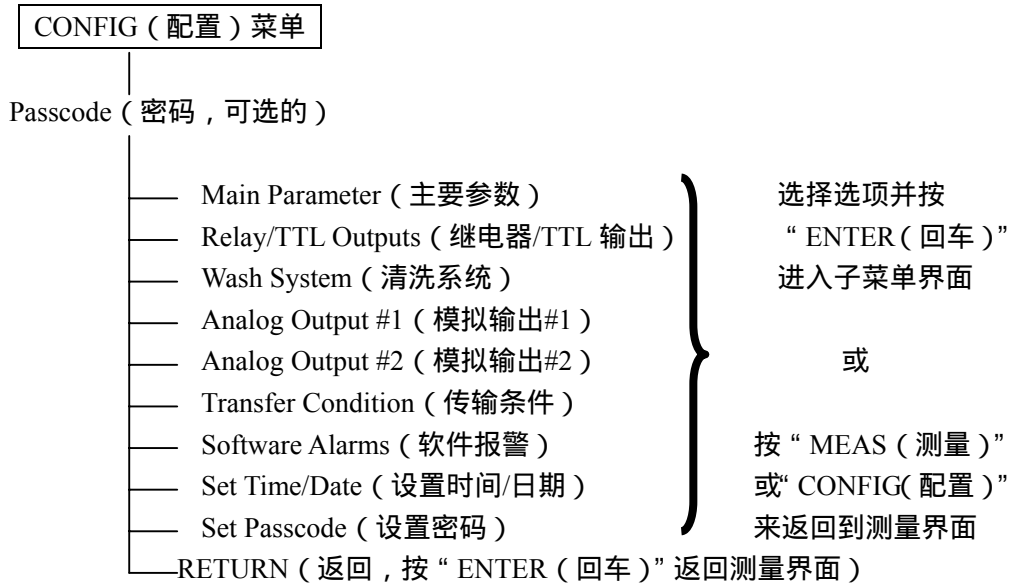 CONFIG（配置）菜单
Passcode（密码，可选的）
Main Parameter（主要参数）
Relay/TTL Outputs（继电器/TTL 输出）
Wash System（清洗系统）
Analog Output #1（模拟输出#1）
Analog Output #2（模拟输出#2）
Transfer Condition（传输条件）
Software Alarms（软件报警）
Set Time/Date（设置时间/日期）
Set Passcode（设置密码）
RETURN（返回，按“ENTER（回车）”返回测量界面）
选择选项并按
“ENTER（回车）”
进入子菜单界面
或
按“MEAS（测量）”
或“CONFIG（配置）”
来返回到测量界面